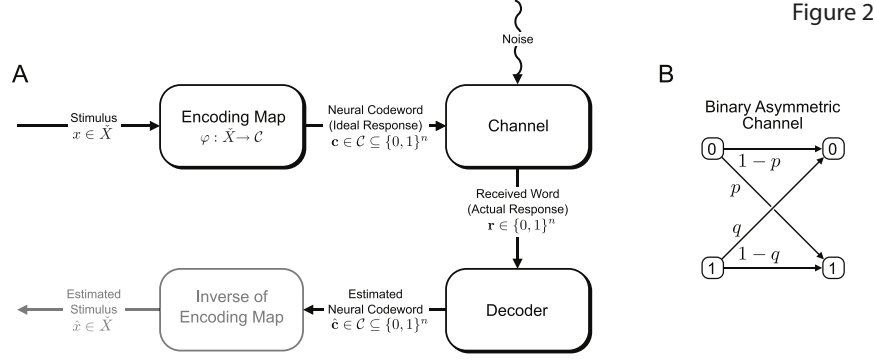 Figure 2
A
Noise
Stimulus
x ∈ X̌
Encoding Map
φ : X̌ → 𝒞
Neural Codeword
(Ideal Response)
𝐜 ∈ 𝒞 ⊆ {0, 1}ⁿ
Channel
Received Word
(Actual Response)
𝐫 ∈ {0, 1}ⁿ
Decoder
Estimated
Neural Codeword
𝐜̂ ∈ 𝒞 ⊆ {0, 1}ⁿ
Inverse of
Encoding Map
Estimated
Stimulus
x̂ ∈ X̌
B
Binary Asymmetric
Channel
0
1 − p
0
p
q
1
1 − q
1